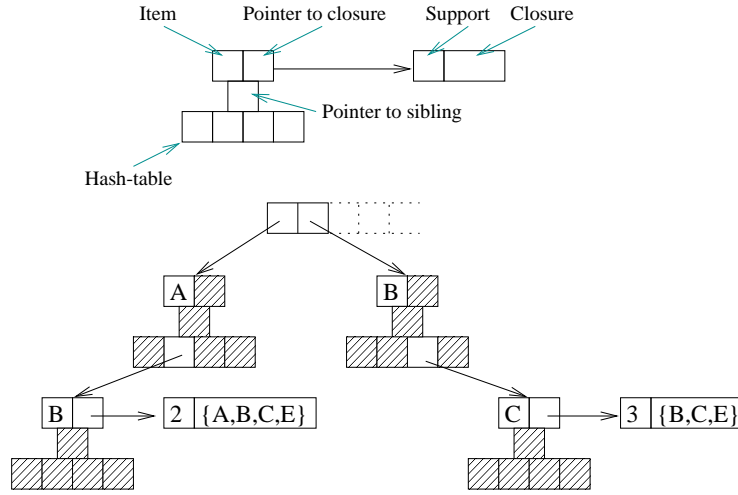 Item
Pointer to closure
Support
Closure
Pointer to sibling
Hash-table
A
B
B
2 {A,B,C,E}
C
3 {B,C,E}